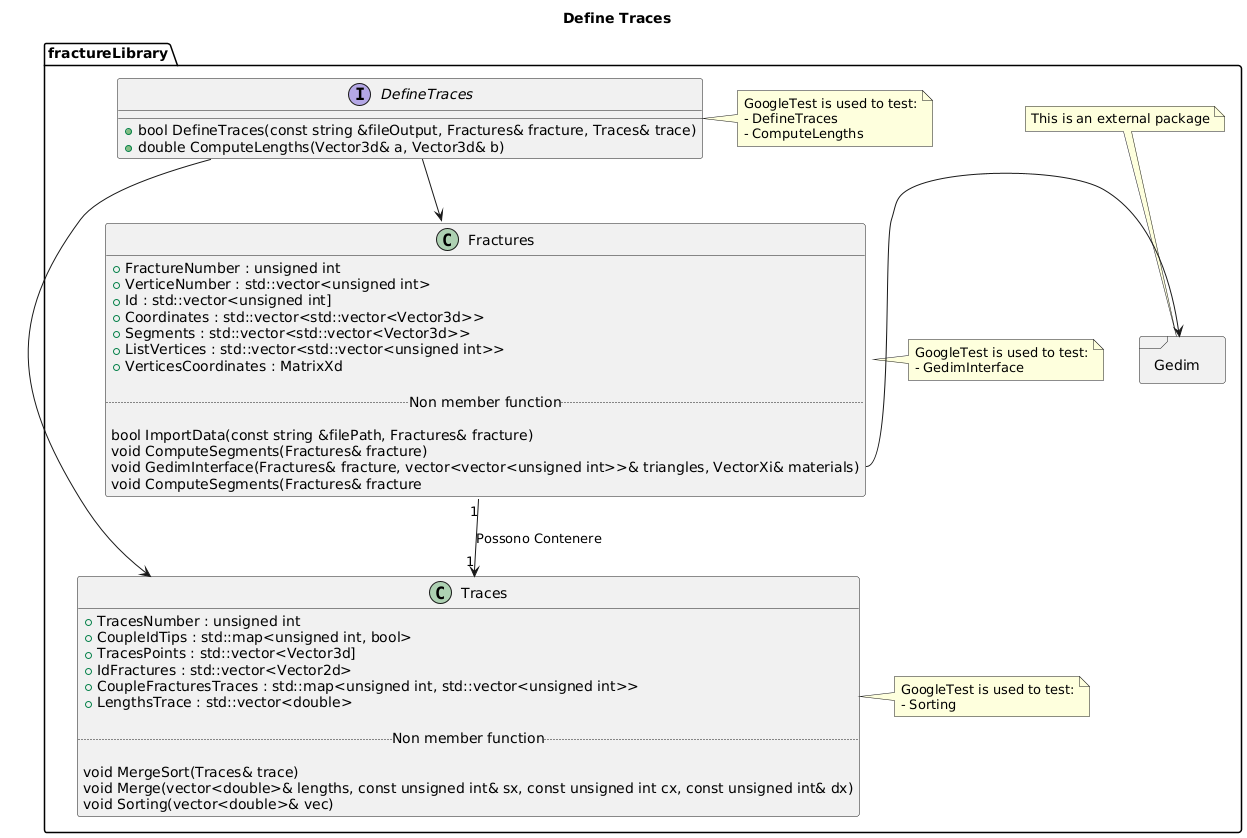 Define Traces
fractureLibrary
I
DefineTraces
bool DefineTraces(const string &fileOutput, Fractures& fracture, Traces& trace)
double ComputeLengths(Vector3d& a, Vector3d& b)
GoogleTest is used to test:
- DefineTraces
- ComputeLengths
This is an external package
C
Fractures
FractureNumber : unsigned int
VerticeNumber : std::vector<unsigned int>
Id : std::vector<unsigned int]
Coordinates : std::vector<std::vector<Vector3d>>
Segments : std::vector<std::vector<Vector3d>>
ListVertices : std::vector<std::vector<unsigned int>>
VerticesCoordinates : MatrixXd
Non member function
bool ImportData(const string &filePath, Fractures& fracture)
void ComputeSegments(Fractures& fracture)
void GedimInterface(Fractures& fracture, vector<vector<unsigned int>>& triangles, VectorXi& materials)
void ComputeSegments(Fractures& fracture
GoogleTest is used to test:
- GedimInterface
Gedim
1
Possono Contenere
1
C
Traces
TracesNumber : unsigned int
CoupleIdTips : std::map<unsigned int, bool>
TracesPoints : std::vector<Vector3d]
IdFractures : std::vector<Vector2d>
CoupleFracturesTraces : std::map<unsigned int, std::vector<unsigned int>>
LengthsTrace : std::vector<double>
Non member function
void MergeSort(Traces& trace)
void Merge(vector<double>& lengths, const unsigned int& sx, const unsigned int cx, const unsigned int& dx)
void Sorting(vector<double>& vec)
GoogleTest is used to test:
- Sorting